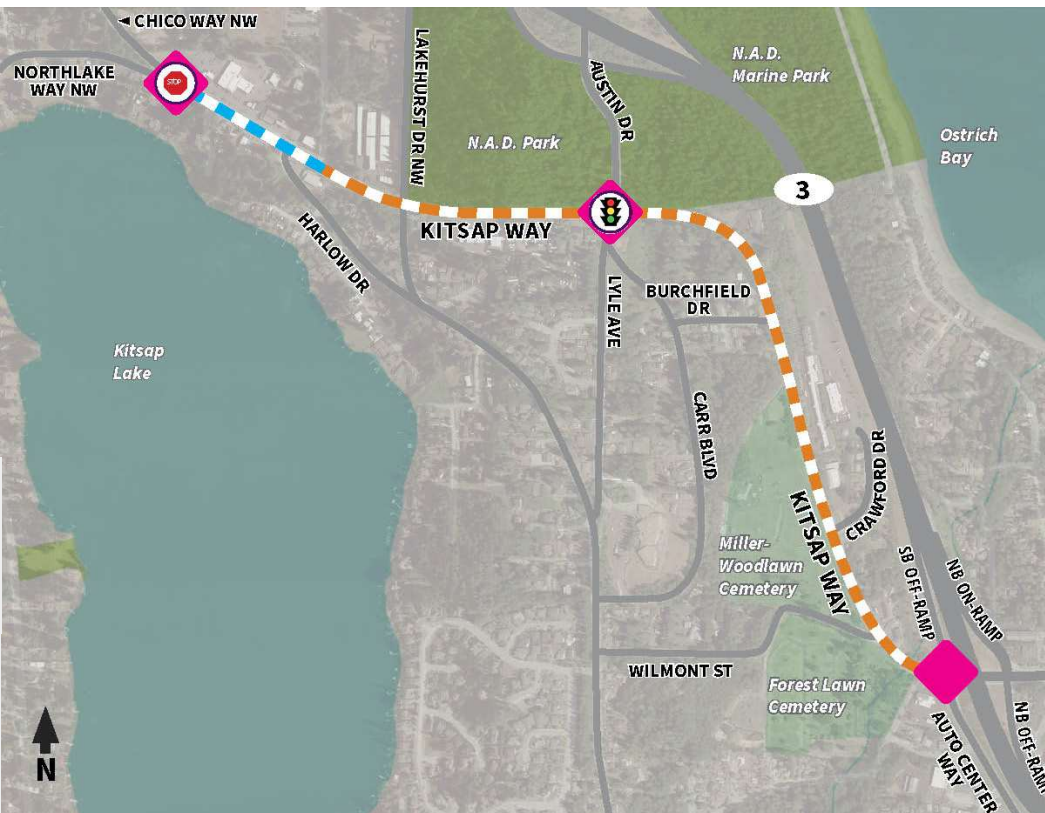 ◄ CHICO WAY NW
NORTHLAKE
WAY NW
STOP
LAKEHURST DR NW
AUSTIN DR
N.A.D.
Marine Park
N.A.D. Park
Ostrich
Bay
3
KITSAP WAY
HARLOW DR
LYLE AVE
BURCHFIELD
DR
Kitsap
Lake
CARR BLVD
KITSAP WAY
CRAWFORD DR
Miller-
Woodlawn
Cemetery
SB OFF-RAMP
NB ON-RAMP
WILMONT ST
Forest Lawn
Cemetery
AUTO CENTER
WAY
NB OFF-RAMP
N